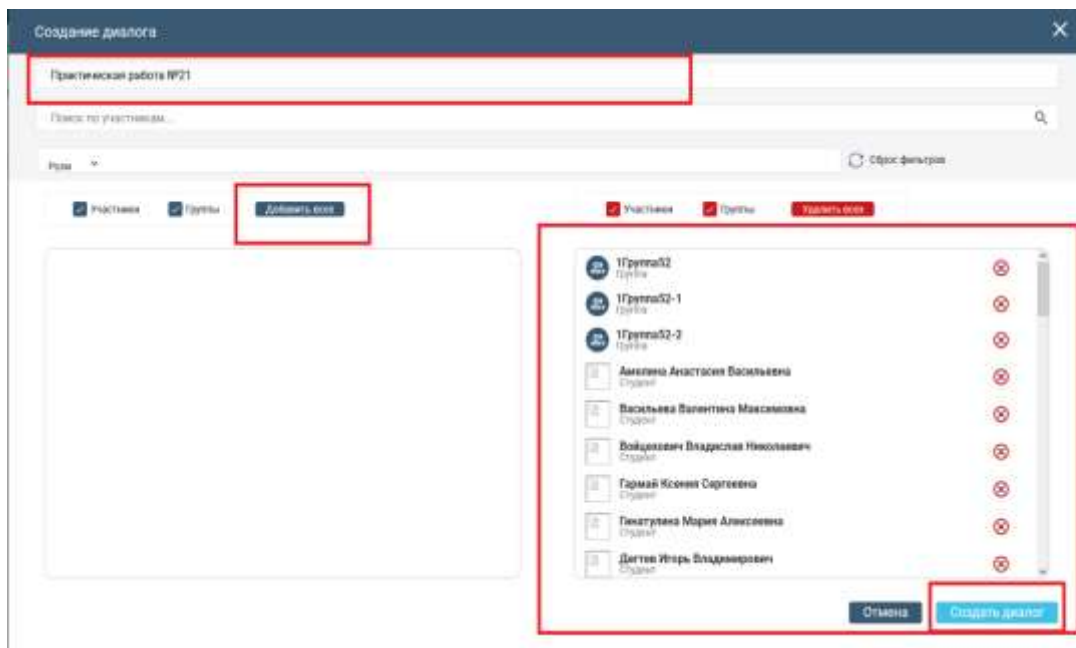 Создание диалога
Практическая работа №21
Поиск по участникам...
Роли
Сброс фильтров
Участники Группы Добавить всех
Участники Группы Удалить всех
1Группа52
Группа
1Группа52-1
Группа
1Группа52-2
Группа
Амелина Анастасия Васильевна
Студент
Васильева Валентина Максимовна
Студент
Войцехович Владислав Николаевич
Студент
Гармай Ксения Сергеевна
Студент
Гинатулина Мария Алексеевна
Студент
Дегтев Игорь Владимирович
Студент
Отмена Создать диалог